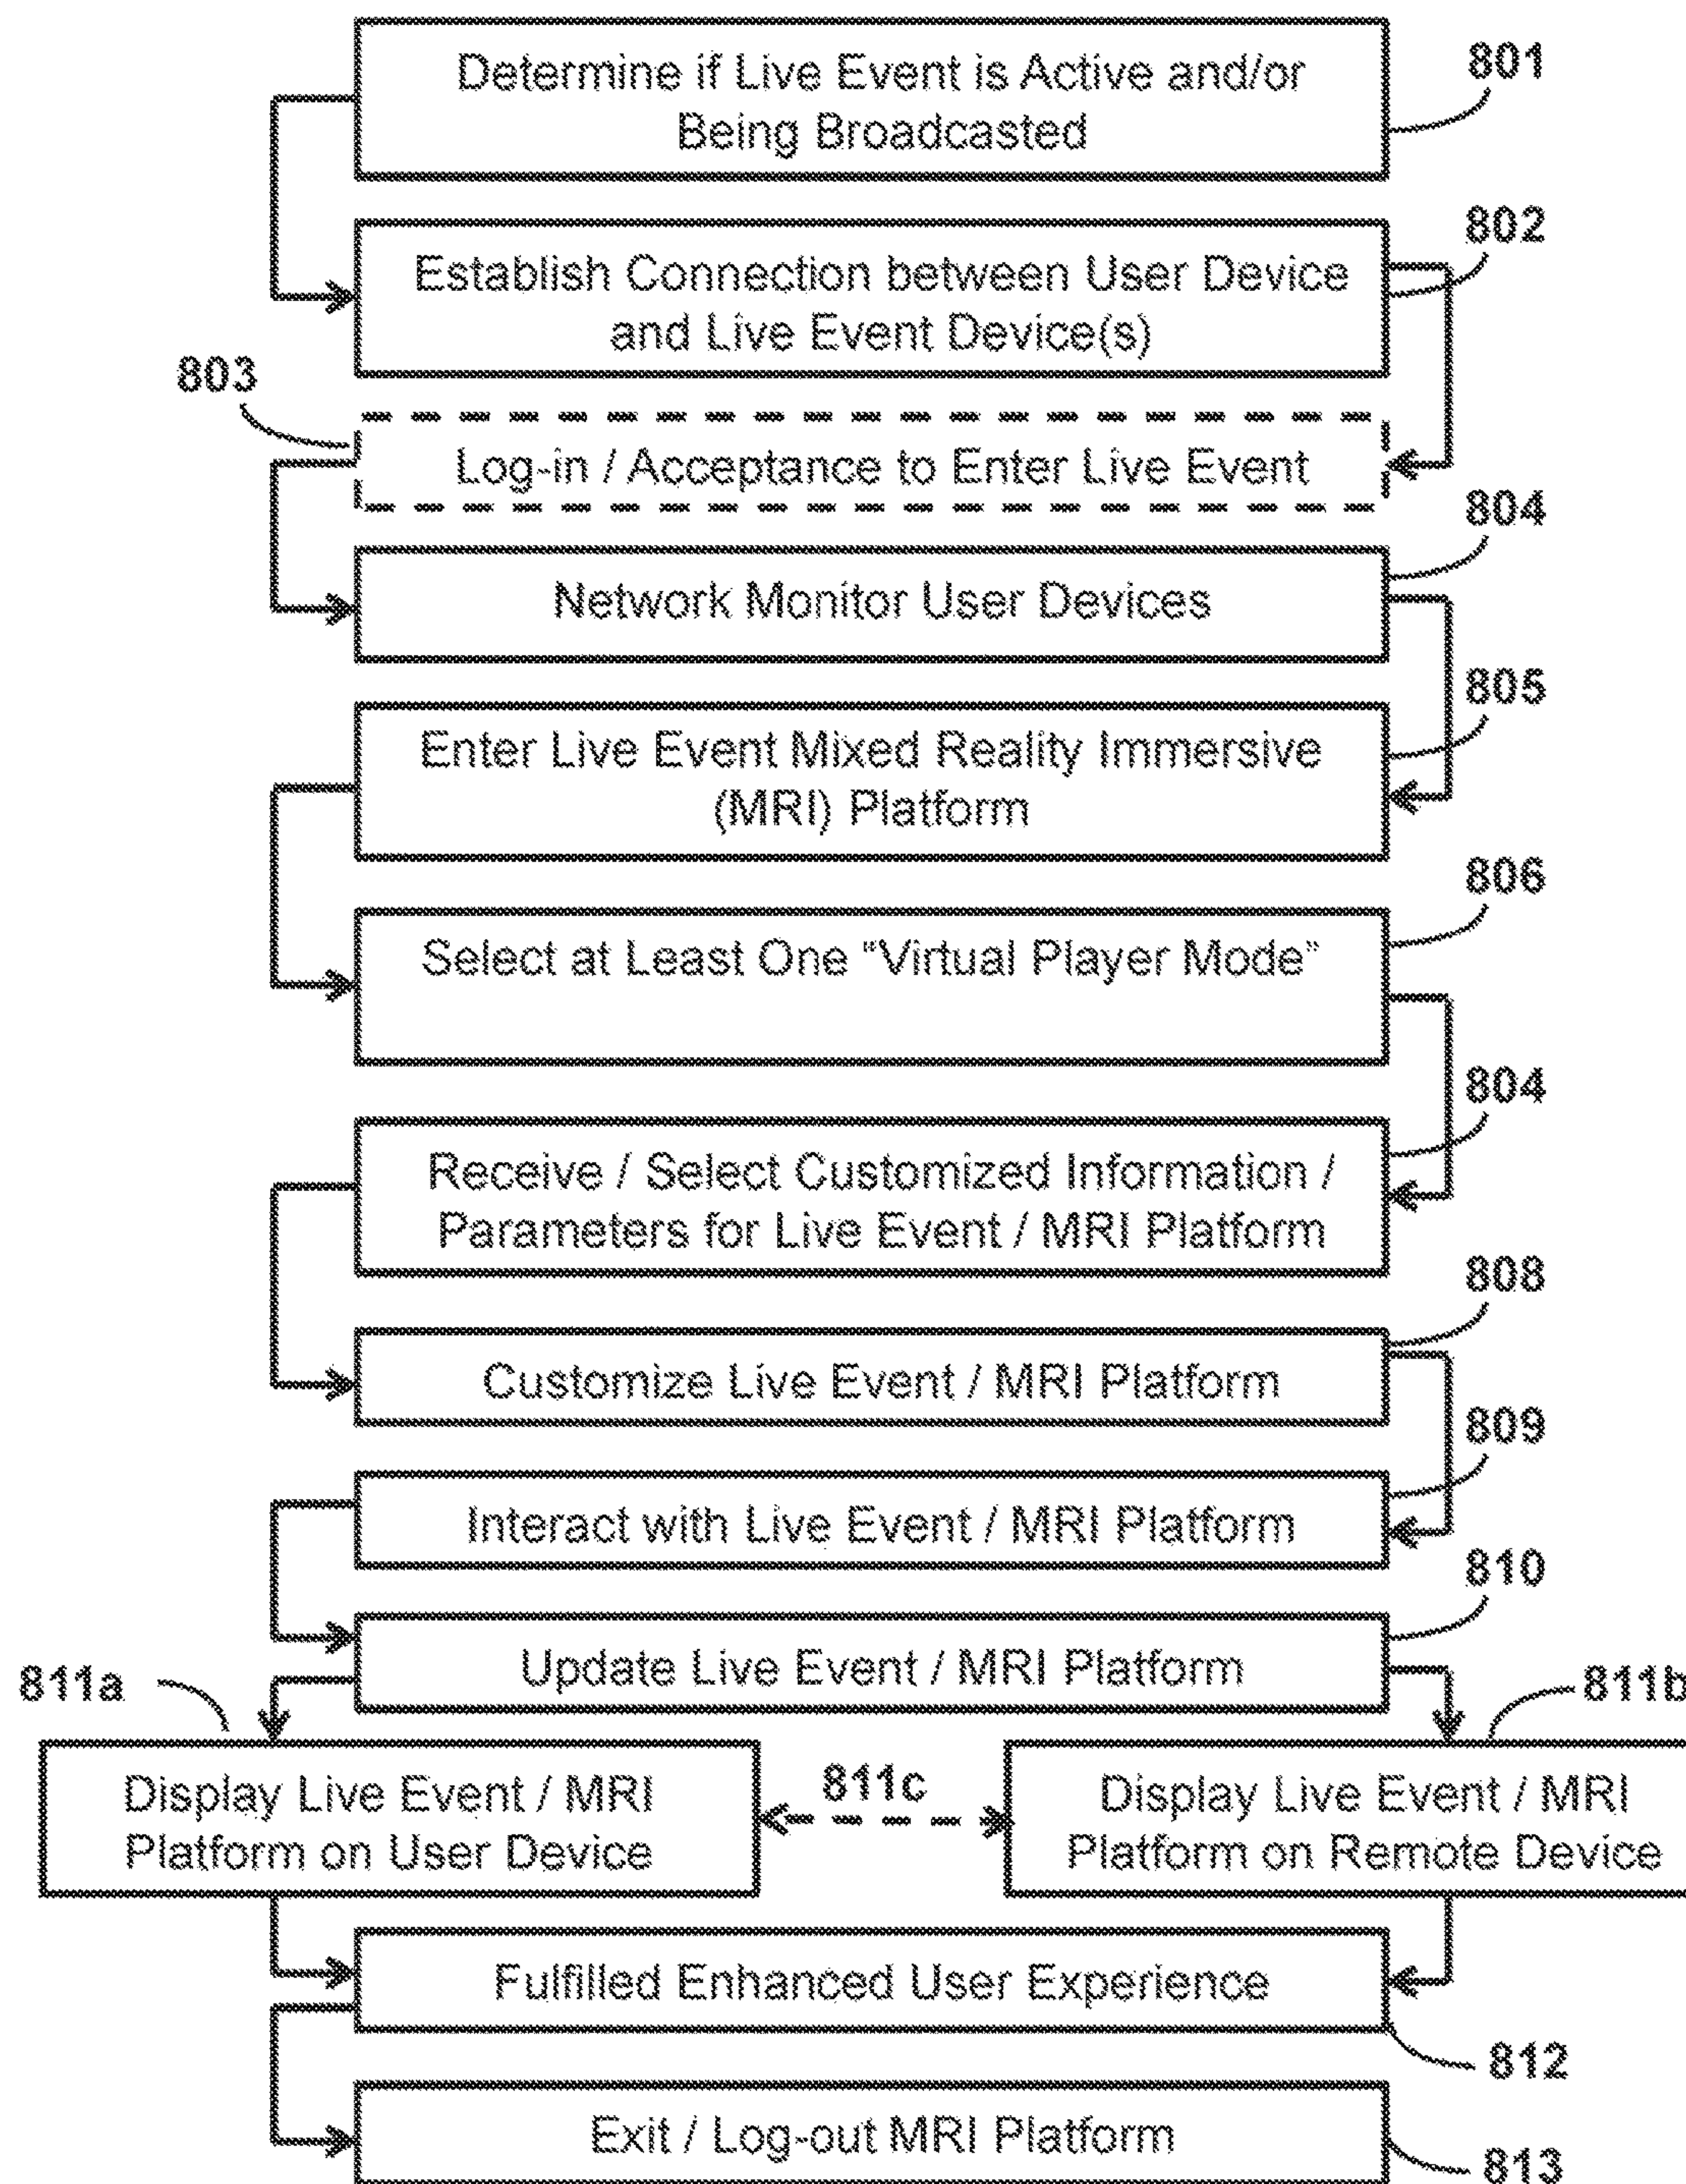 Determine if Live Event is Active and/or
Being Broadcasted
801
Establish Connection between User Device
and Live Event Device(s)
802
803
Log-in / Acceptance to Enter Live Event
Network Monitor User Devices
804
Enter Live Event Mixed Reality Immersive
(MRI) Platform
805
Select at Least One "Virtual Player Mode"
806
Receive / Select Customized Information /
Parameters for Live Event / MRI Platform
804
Customize Live Event / MRI Platform
808
Interact with Live Event / MRI Platform
809
Update Live Event / MRI Platform
810
811a
Display Live Event / MRI
Platform on User Device
811c
811b
Display Live Event / MRI
Platform on Remote Device
Fulfilled Enhanced User Experience
812
Exit / Log-out MRI Platform
813